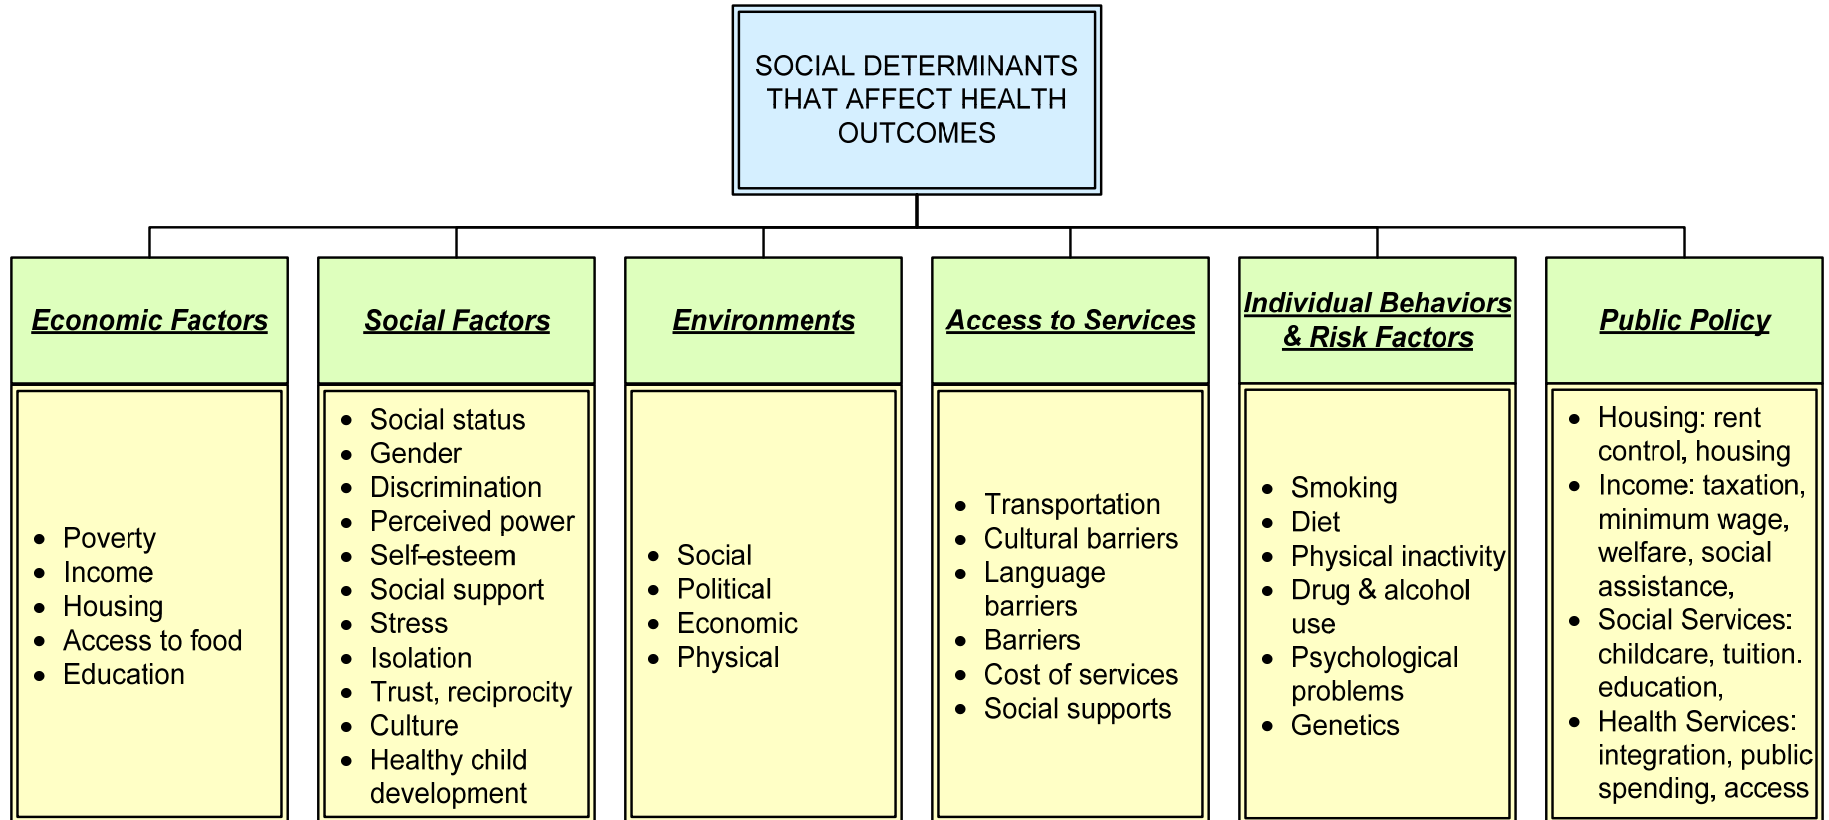 SOCIAL DETERMINANTS
THAT AFFECT HEALTH
OUTCOMES
Economic Factors
• Poverty
• Income
• Housing
• Access to food
• Education
Social Factors
• Social status
• Gender
• Discrimination
• Perceived power
• Self-esteem
• Social support
• Stress
• Isolation
• Trust, reciprocity
• Culture
• Healthy child
development
Environments
• Social
• Political
• Economic
• Physical
Access to Services
• Transportation
• Cultural barriers
• Language
barriers
• Barriers
• Cost of services
• Social supports
Individual Behaviors
& Risk Factors
• Smoking
• Diet
• Physical inactivity
• Drug & alcohol
use
• Psychological
problems
• Genetics
Public Policy
• Housing: rent
control, housing
• Income: taxation,
minimum wage,
welfare, social
assistance,
• Social Services:
childcare, tuition.
education,
• Health Services:
integration, public
spending, access